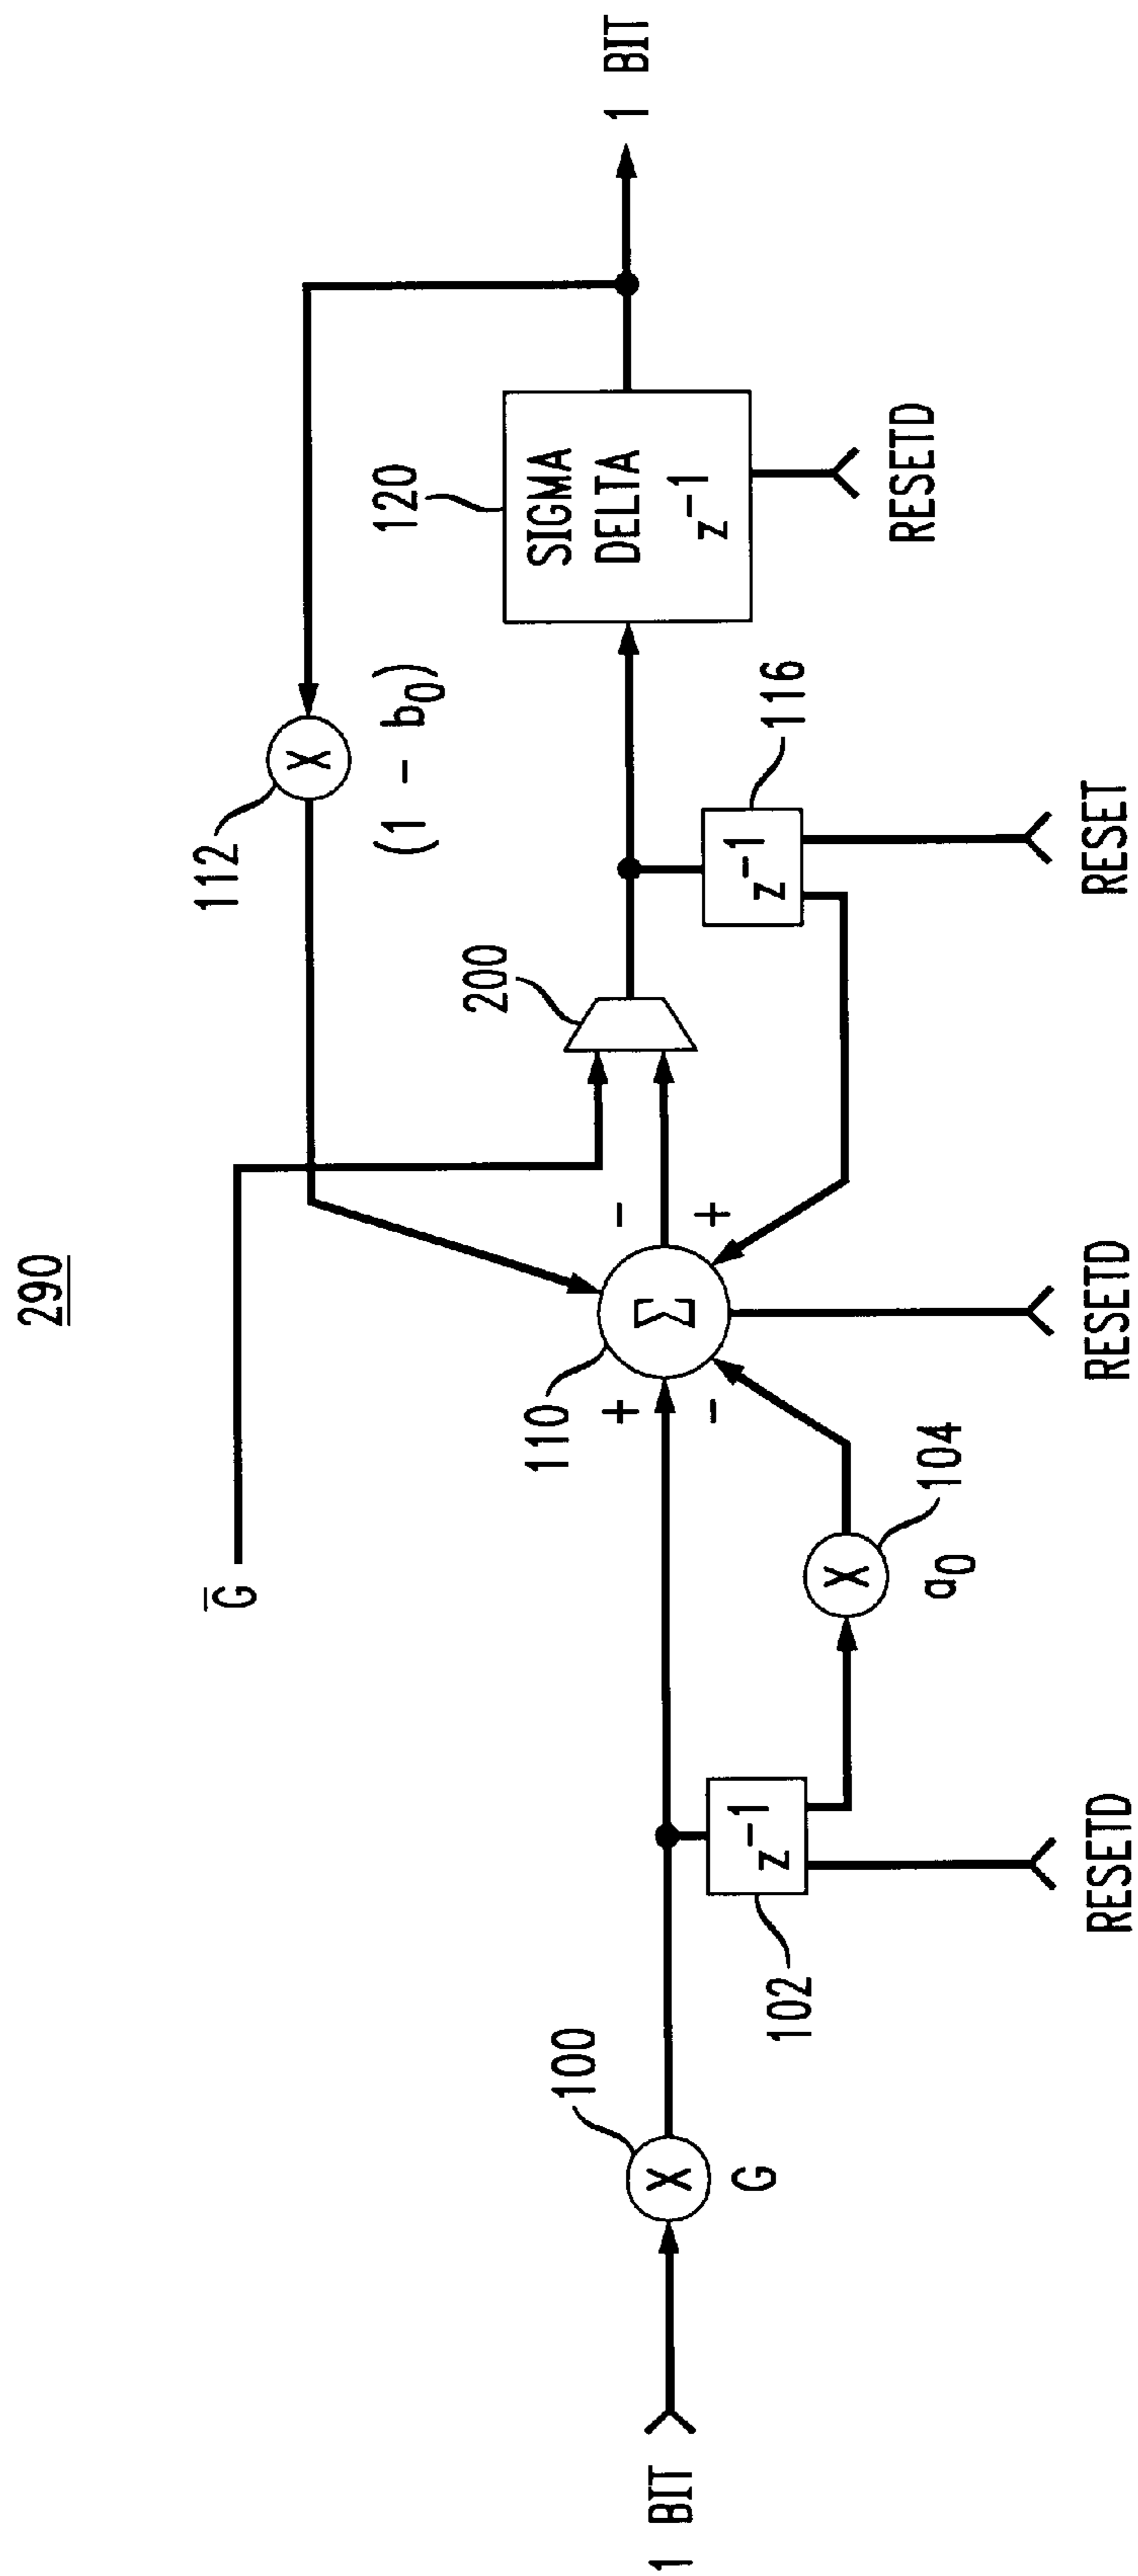 290
G̅
112
X
(1 - b₀)
1 BIT
100
X
G
102
z⁻¹
RESETD
104
X
a₀
110
Σ
+
-
-
+
RESETD
200
116
z⁻¹
RESET
120
SIGMA
DELTA
z⁻¹
RESETD
1 BIT